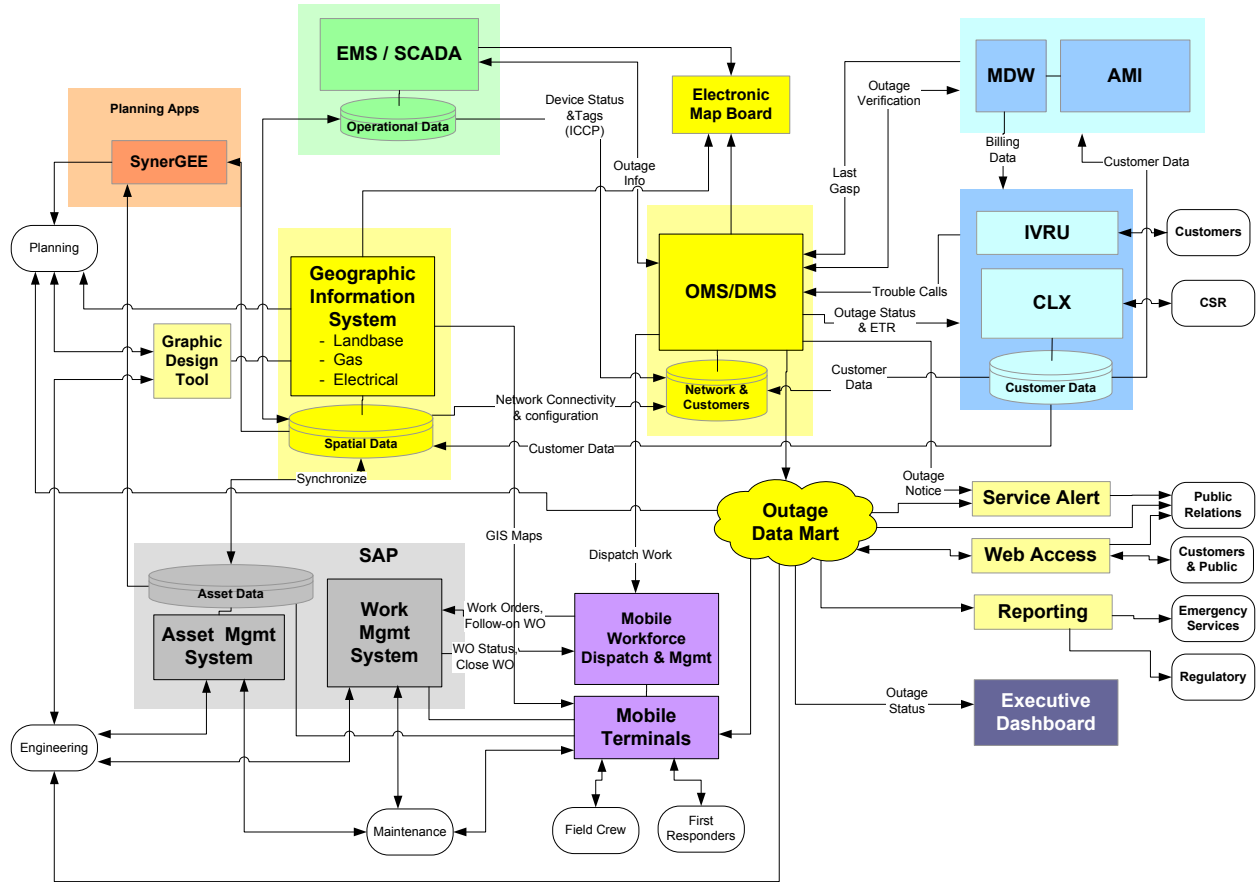 EMS / SCADA
Operational Data
Device Status
&Tags
(ICCP)
Electronic
Map Board
Outage
Verification
MDW
AMI
Planning Apps
SynerGEE
Outage
Info
Last
Gasp
Billing
Data
Customer Data
Planning
Geographic
Information
System
- Landbase
- Gas
- Electrical
Spatial Data
Graphic
Design
Tool
OMS/DMS
Network &
Customers
Trouble Calls
Outage Status
& ETR
Customer
Data
IVRU
CLX
Customer Data
Customers
CSR
Network Connectivity
& configuration
Customer Data
Synchronize
Outage
Notice
GIS Maps
Dispatch Work
Outage
Data Mart
Service Alert
Web Access
Reporting
Public
Relations
Customers
& Public
Emergency
Services
Regulatory
SAP
Asset Data
Asset Mgmt
System
Work
Mgmt
System
Work Orders,
Follow-on WO
WO Status,
Close WO
Mobile
Workforce
Dispatch & Mgmt
Mobile
Terminals
Outage
Status
Executive
Dashboard
Engineering
Maintenance
Field Crew
First
Responders